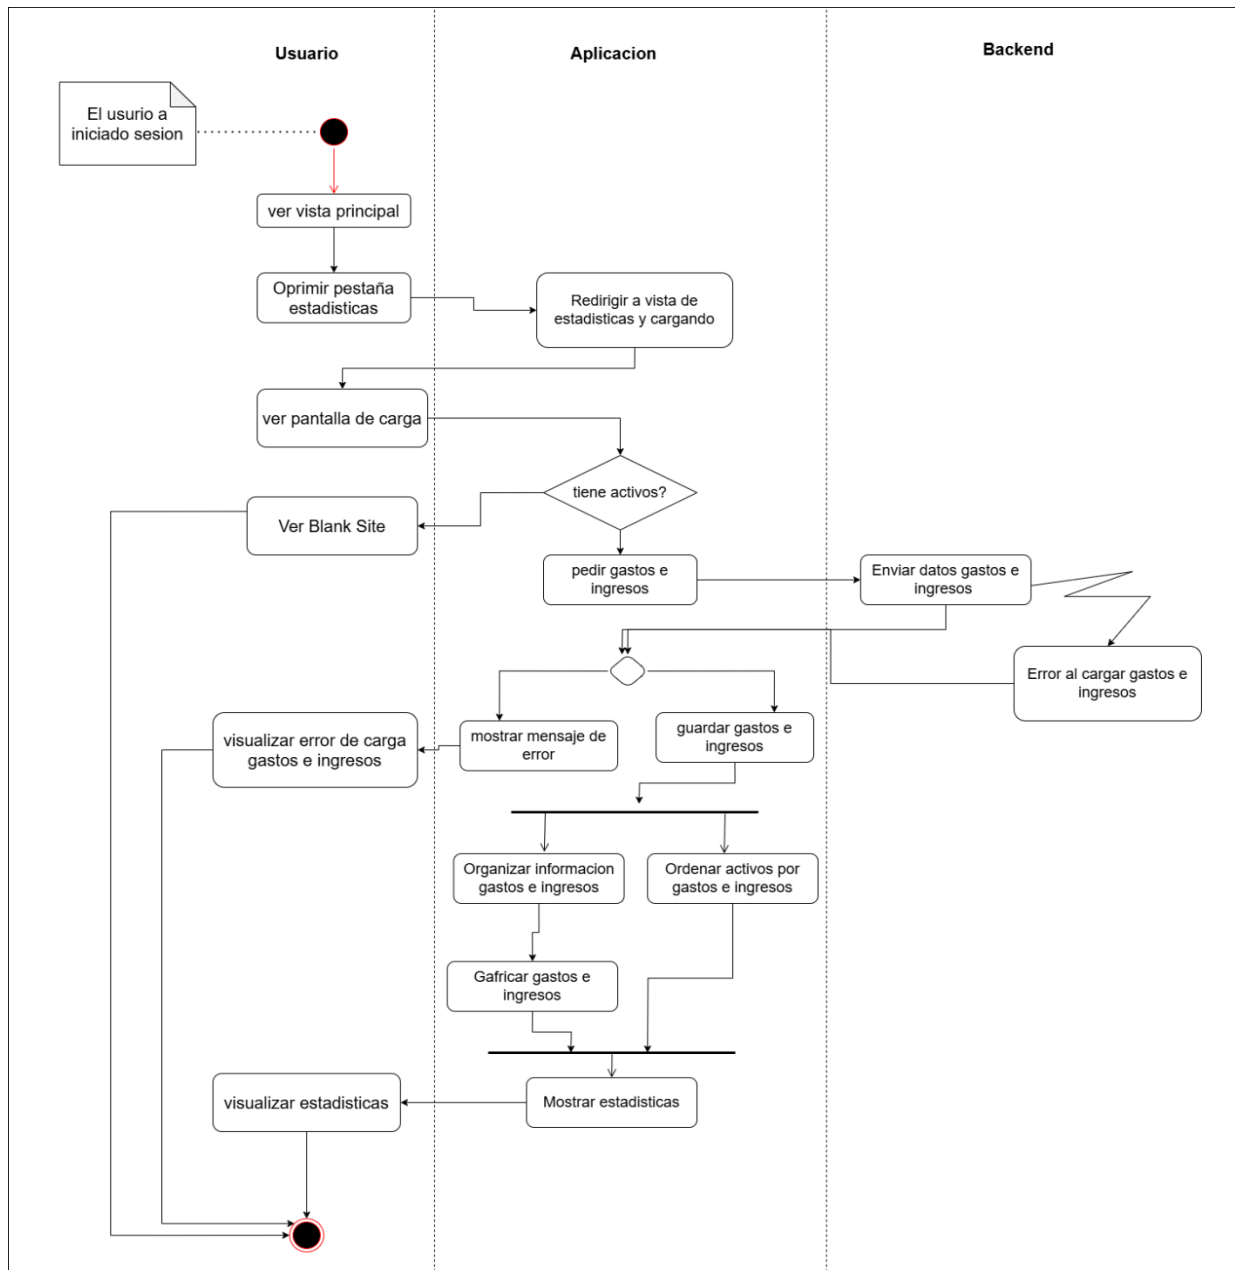 Usuario
Aplicacion
Backend
El usurio a
iniciado sesion
ver vista principal
Oprimir pestaña
estadisticas
Redirigir a vista de
estadisticas y cargando
ver pantalla de carga
tiene activos?
Ver Blank Site
pedir gastos e
ingresos
Enviar datos gastos e
ingresos
Error al cargar gastos e
ingresos
mostrar mensaje de
error
guardar gastos e
ingresos
visualizar error de carga
gastos e ingresos
Organizar informacion
gastos e ingresos
Ordenar activos por
gastos e ingresos
Gafricar gastos e
ingresos
Mostrar estadisticas
visualizar estadisticas